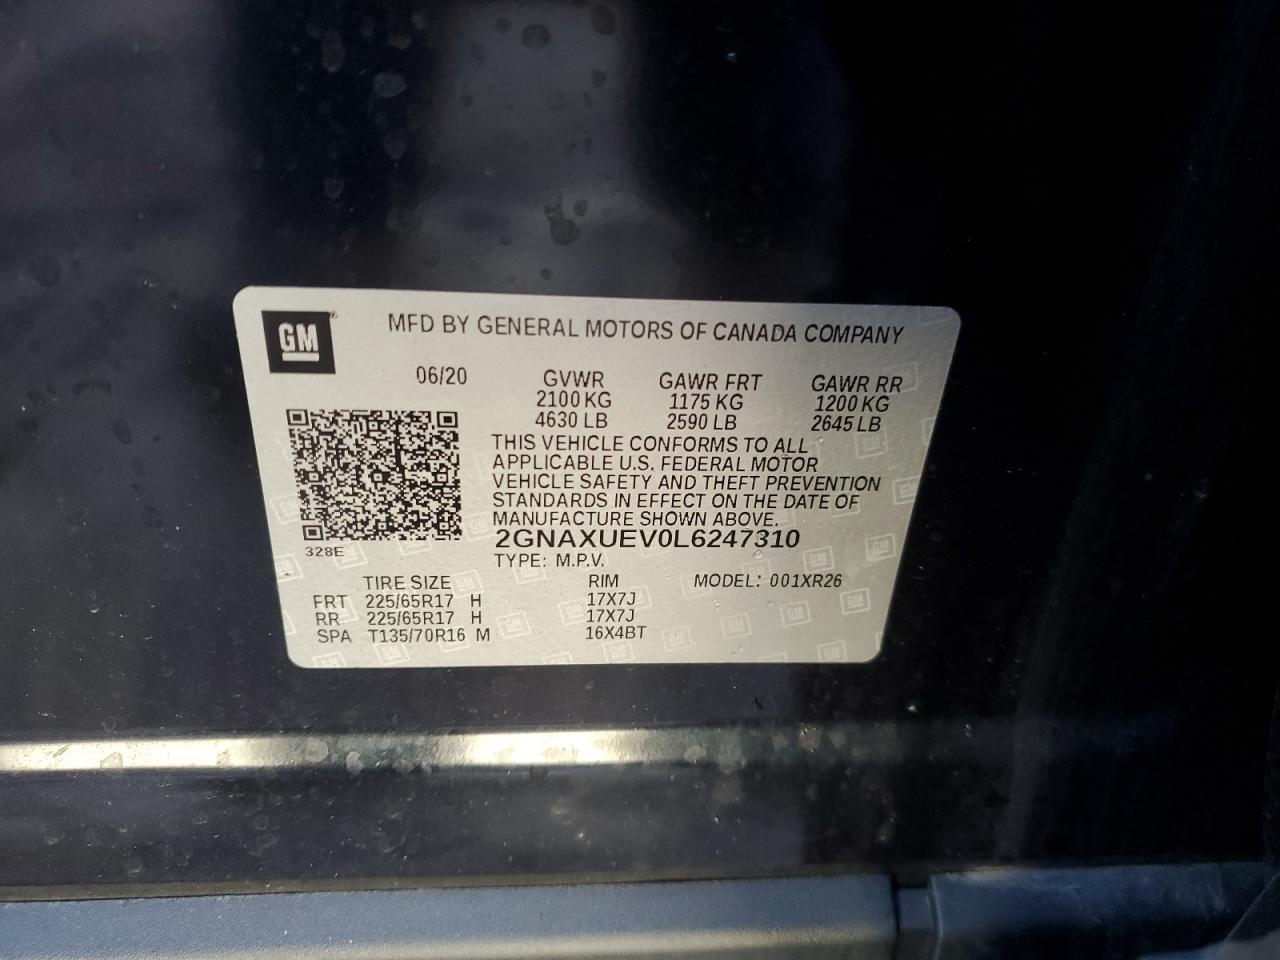 GM
MFD BY GENERAL MOTORS OF CANADA COMPANY
06/20 GVWR GAWR FRT GAWR RR
2100 KG 1175 KG 1200 KG
4630 LB 2590 LB 2645 LB
THIS VEHICLE CONFORMS TO ALL
APPLICABLE U.S. FEDERAL MOTOR
VEHICLE SAFETY AND THEFT PREVENTION
STANDARDS IN EFFECT ON THE DATE OF
MANUFACTURE SHOWN ABOVE.
2GNAXUEV0L6247310
328E
TYPE: M.P.V.
TIRE SIZE RIM MODEL: 001XR26
FRT 225/65R17 H 17X7J
RR 225/65R17 H 17X7J
SPA T135/70R16 M 16X4BT